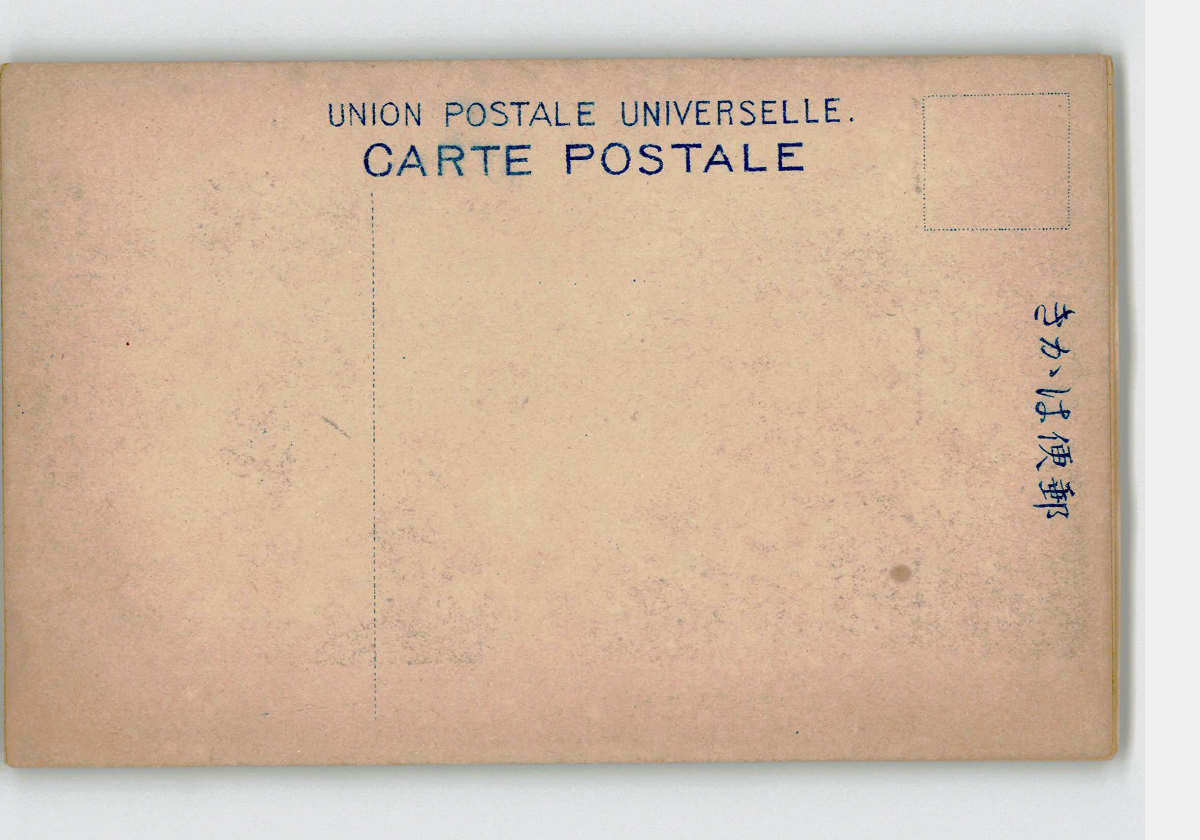 UNION POSTALE UNIVERSELLE.
CARTE POSTALE
郵便はかき